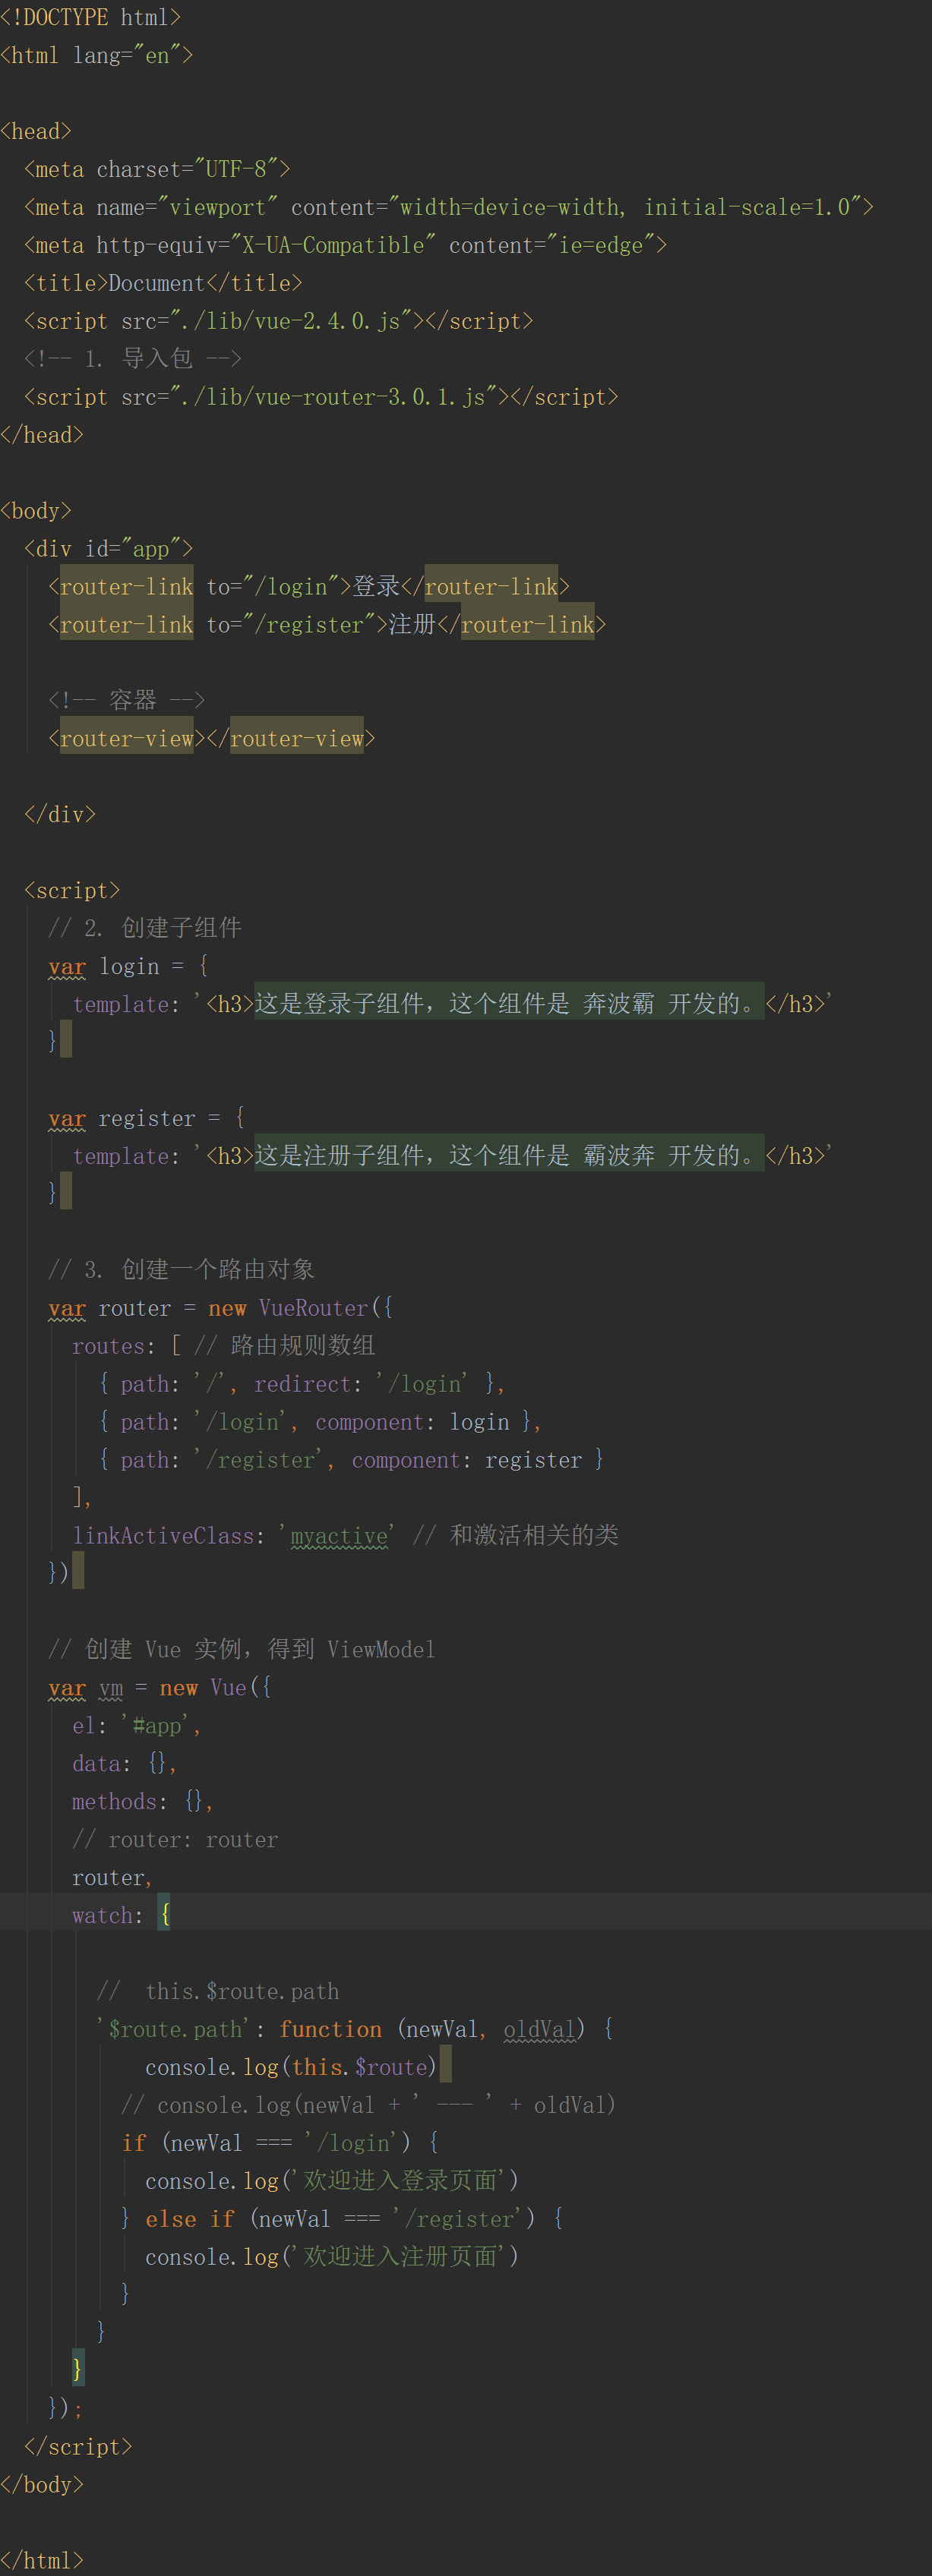 <!DOCTYPE html>
<html lang="en">
<head>
  <meta charset="UTF-8">
  <meta name="viewport" content="width=device-width, initial-scale=1.0">
  <meta http-equiv="X-UA-Compatible" content="ie=edge">
  <title>Document</title>
  <script src="./lib/vue-2.4.0.js"></script>
  <!-- 1. 导入包 -->
  <script src="./lib/vue-router-3.0.1.js"></script>
</head>
<body>
  <div id="app">
    <router-link to="/login">登录</router-link>
    <router-link to="/register">注册</router-link>
    <!-- 容器 -->
    <router-view></router-view>
  </div>
  <script>
    // 2. 创建子组件
    var login = {
      template: '<h3>这是登录子组件，这个组件是 奔波霸 开发的。</h3>'
    }
    var register = {
      template: '<h3>这是注册子组件，这个组件是 霸波奔 开发的。</h3>'
    }
    // 3. 创建一个路由对象
    var router = new VueRouter({
      routes: [ // 路由规则数组
        { path: '/', redirect: '/login' },
        { path: '/login', component: login },
        { path: '/register', component: register }
      ],
      linkActiveClass: 'myactive' // 和激活相关的类
    })
    // 创建 Vue 实例，得到 ViewModel
    var vm = new Vue({
      el: '#app',
      data: {},
      methods: {},
      // router: router
      router,
      watch: {
        //  this.$route.path
        '$route.path': function (newVal, oldVal) {
            console.log(this.$route)
          // console.log(newVal + ' --- ' + oldVal)
          if (newVal === '/login') {
            console.log('欢迎进入登录页面')
          } else if (newVal === '/register') {
            console.log('欢迎进入注册页面')
          }
        }
      }
    });
  </script>
</body>
</html>